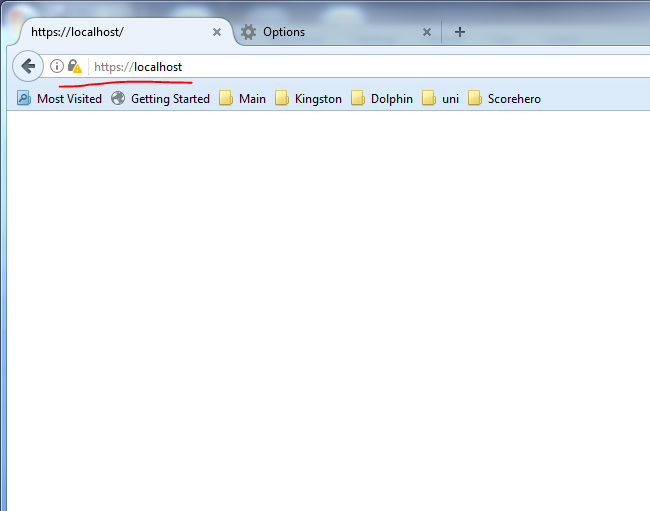 https://localhost/ Options
https://localhost
Most Visited Getting Started Main Kingston Dolphin uni Scorehero